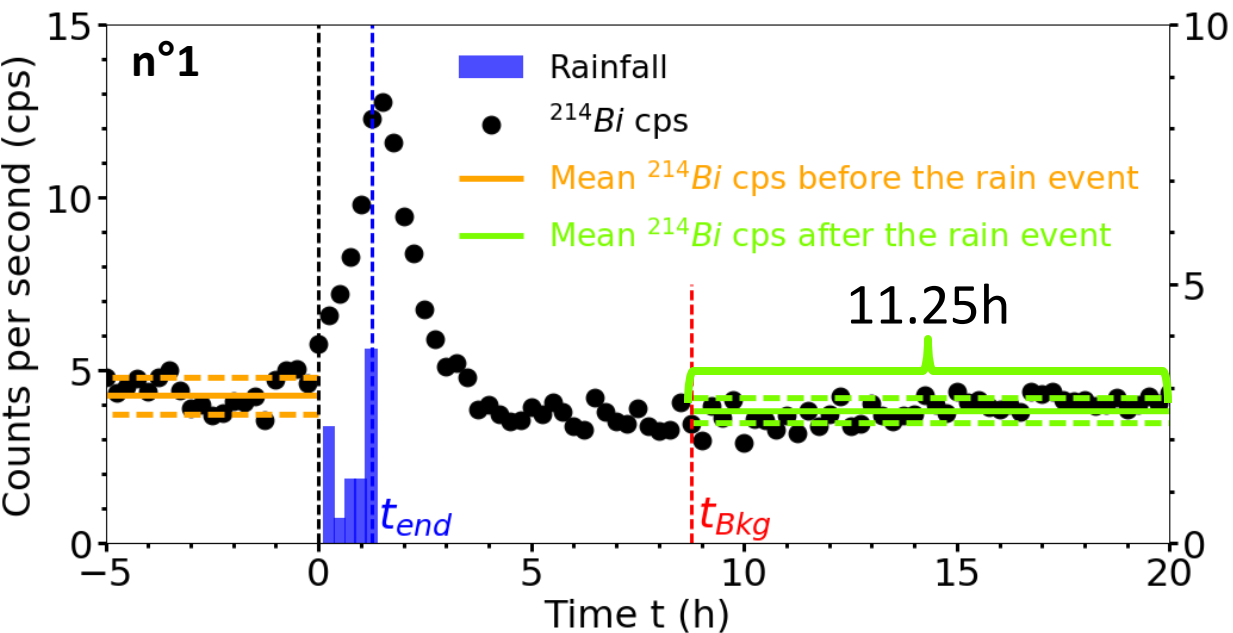 n°1
Rainfall
²¹⁴Bi cps
Mean ²¹⁴Bi cps before the rain event
Mean ²¹⁴Bi cps after the rain event
11.25h
t_end
t_Bkg
Counts per second (cps)
15
10
5
0
10
5
0
−5
0
5
10
15
20
Time t (h)